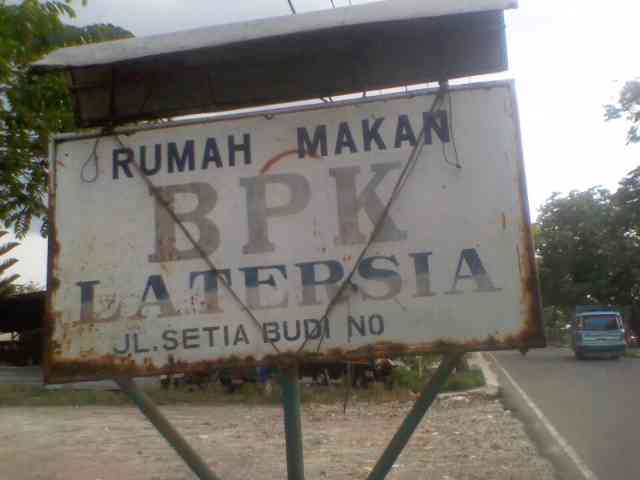 RUMAH MAKAN
BPK
LATERSIA
JL.SETIA BUDI NO